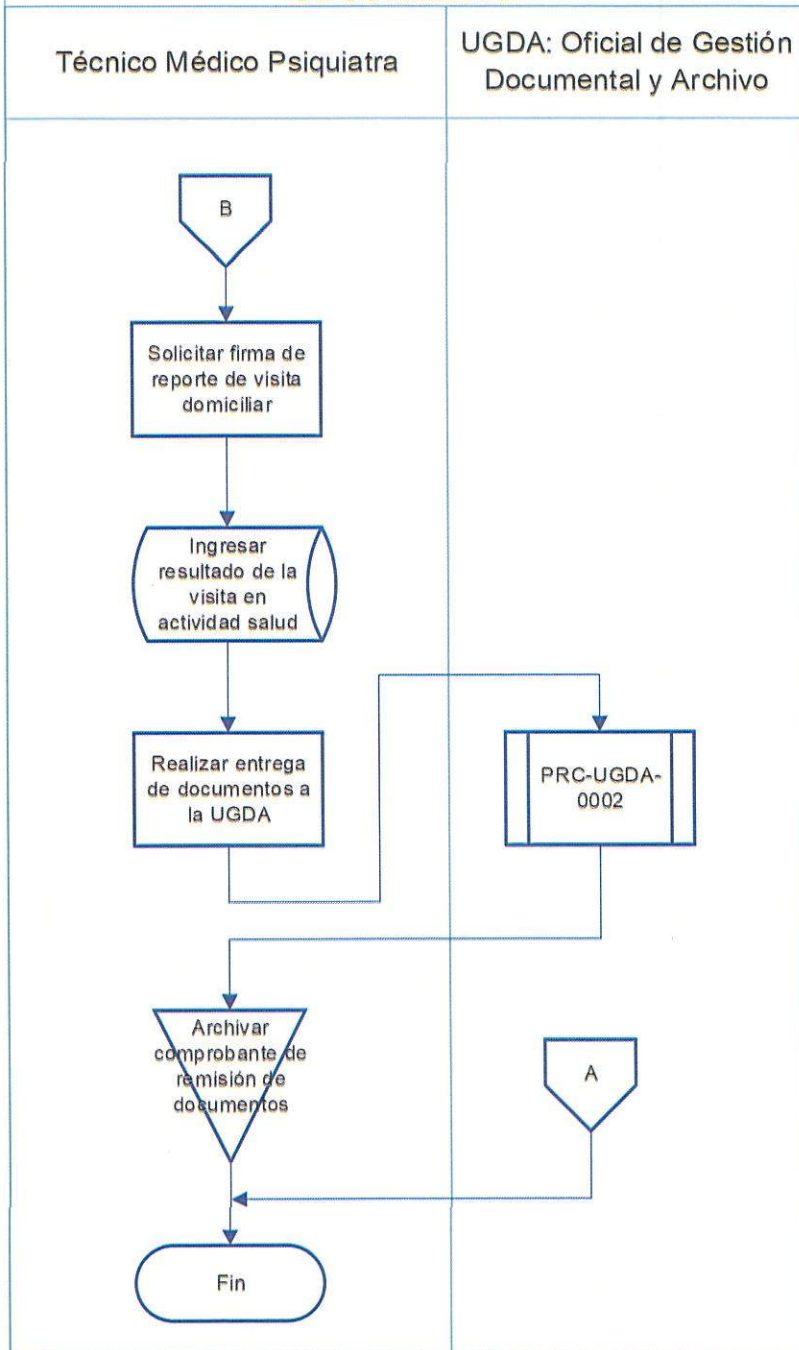 Técnico Médico Psiquiatra
UGDA: Oficial de Gestión
Documental y Archivo
B
Solicitar firma de
reporte de visita
domiciliar
Ingresar
resultado de la
visita en
actividad salud
Realizar entrega
de documentos a
la UGDA
PRC-UGDA-
0002
Archivar
comprobante de
remisión de
documentos
A
Fin